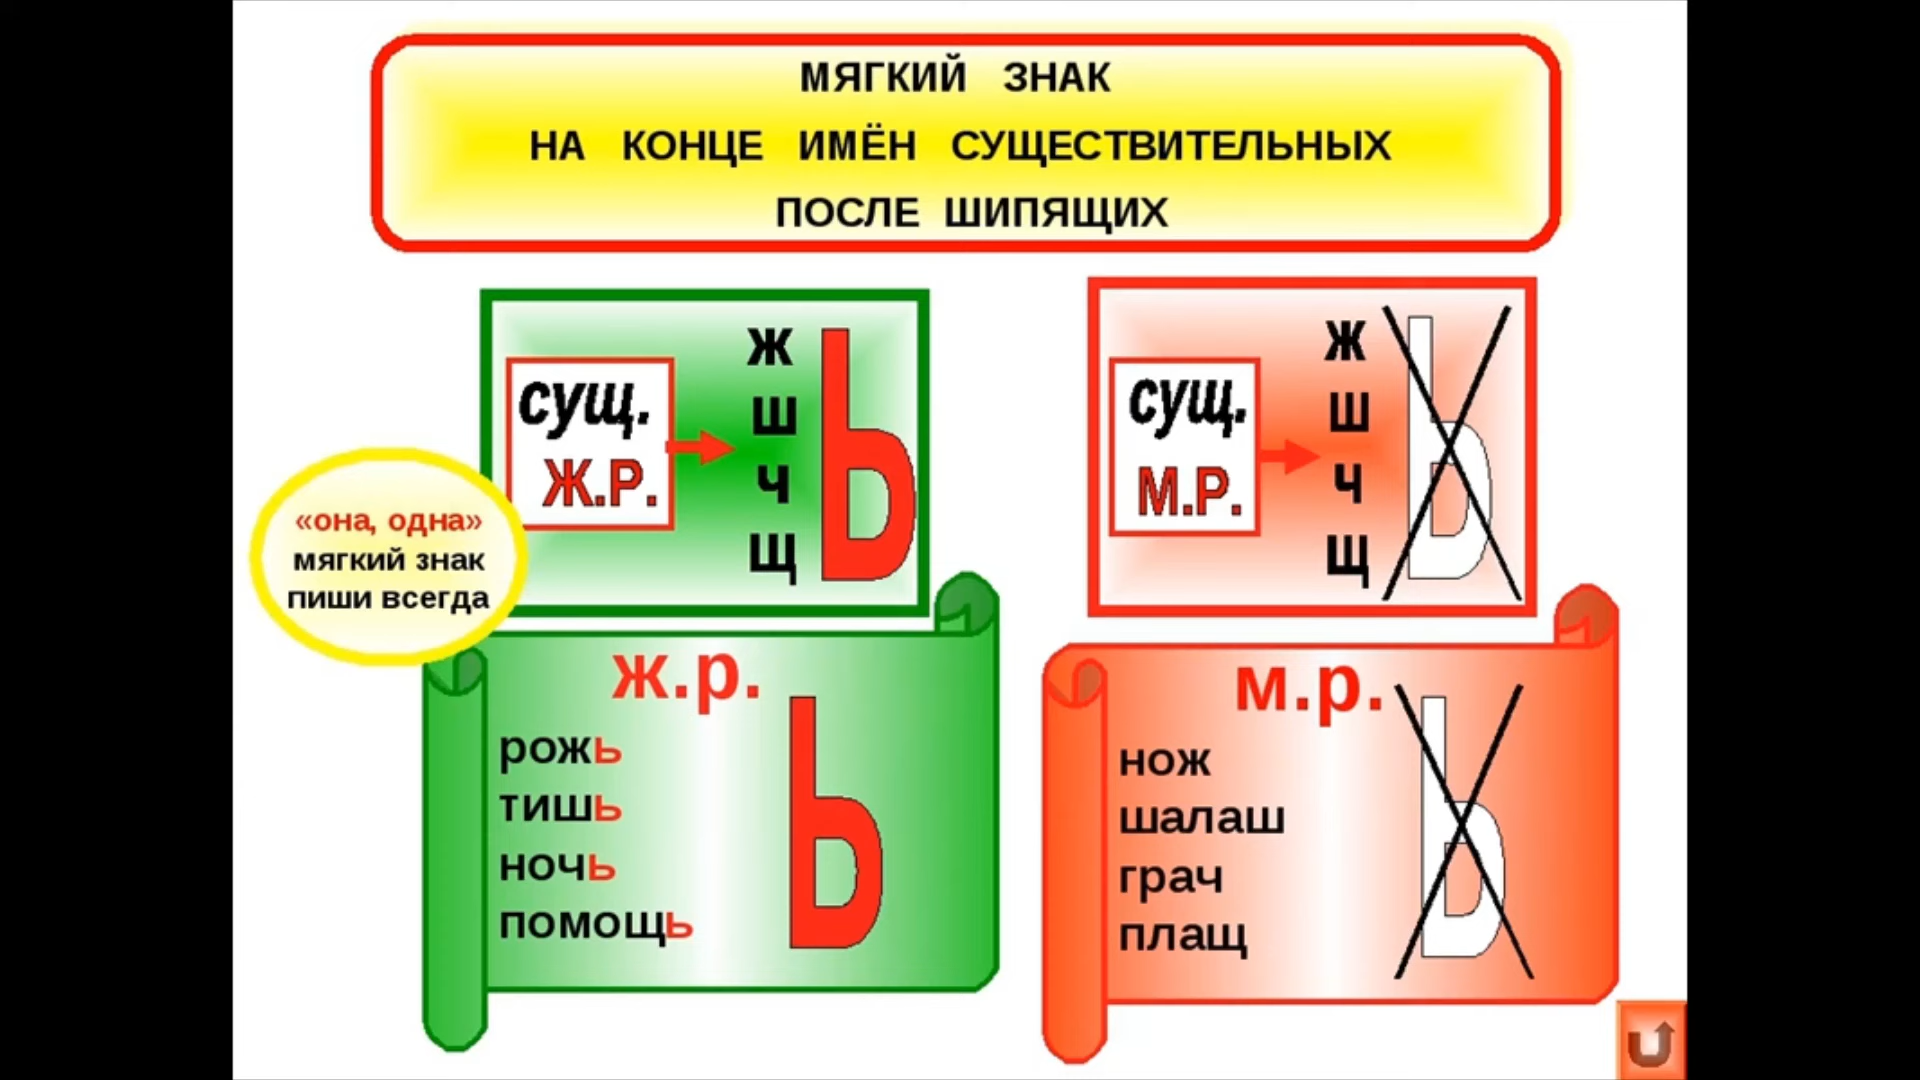 МЯГКИЙ ЗНАК
НА КОНЦЕ ИМЁН СУЩЕСТВИТЕЛЬНЫХ
ПОСЛЕ ШИПЯЩИХ
сущ.
Ж.Р.
ж
ш
ч
щ
Ь
«она, одна»
мягкий знак
пиши всегда
ж.р.
рожь
тишь
ночь
помощь
Ь
сущ.
М.Р.
ж
ш
ч
щ
Ь
м.р.
нож
шалаш
грач
плащ
Ь